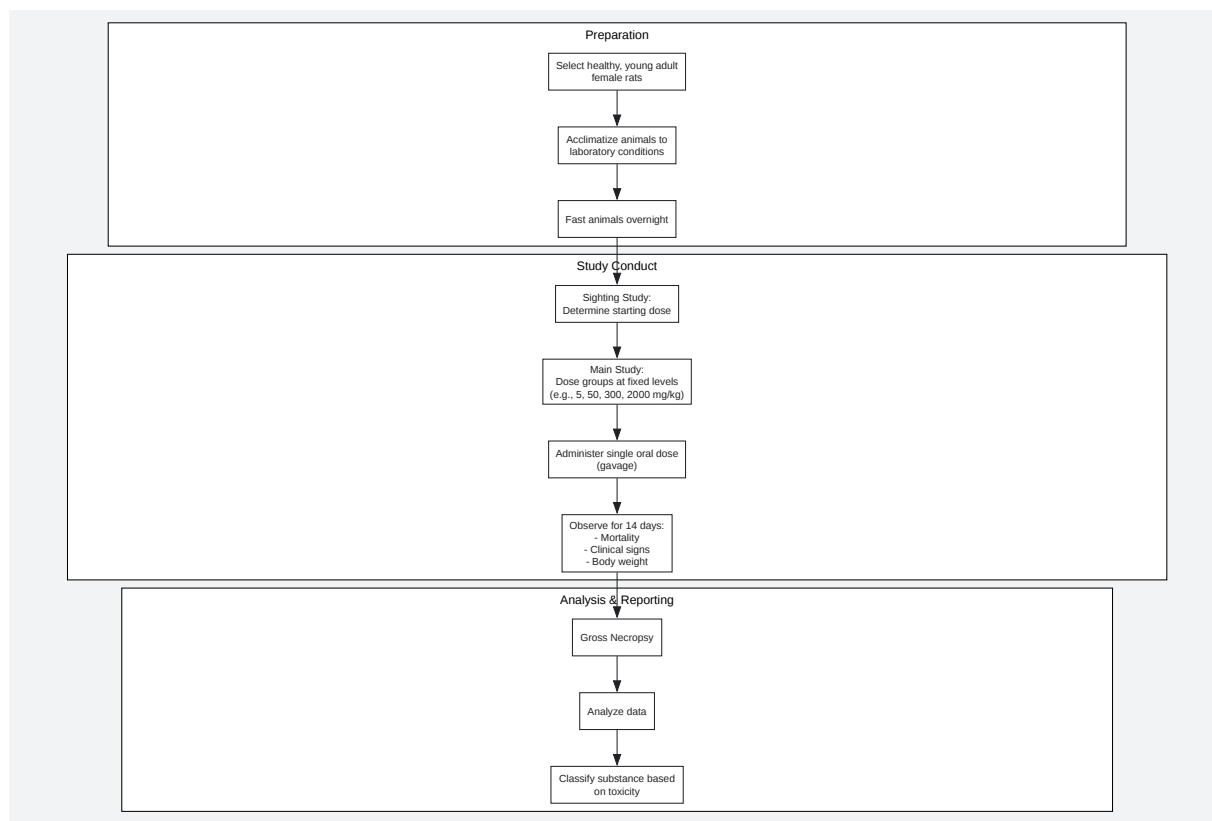 Preparation
Select healthy, young adult
female rats
Acclimatize animals to
laboratory conditions
Fast animals overnight
Study Conduct
Sighting Study:
Determine starting dose
Main Study:
Dose groups at fixed levels
(e.g., 5, 50, 300, 2000 mg/kg)
Administer single oral dose
(gavage)
Observe for 14 days:
- Mortality
- Clinical signs
- Body weight
Analysis & Reporting
Gross Necropsy
Analyze data
Classify substance based
on toxicity